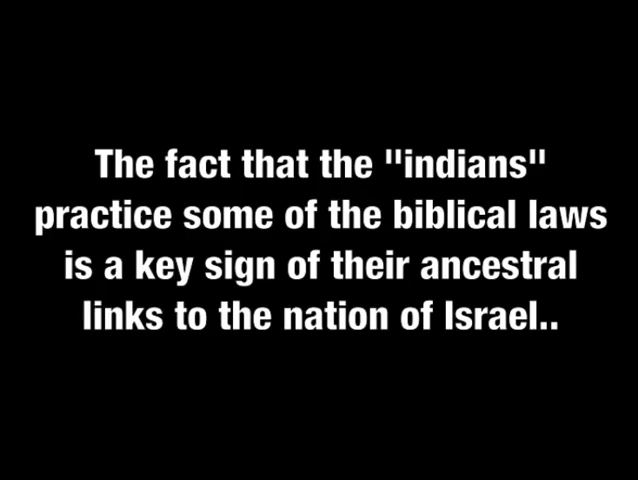 The fact that the "indians"
practice some of the biblical laws
is a key sign of their ancestral
links to the nation of Israel..